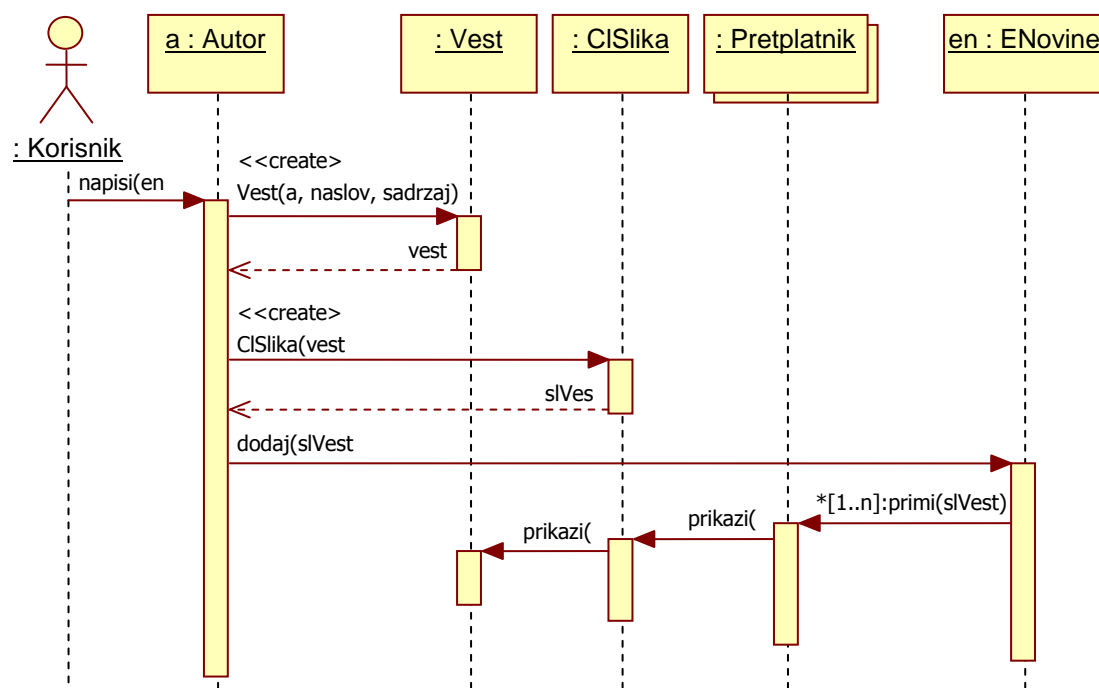 a : Autor
: Vest
: ClSlika
: Pretplatnik
en : ENovine
: Korisnik
napisi(en
<<create>
Vest(a, naslov, sadrzaj)
vest
<<create>
ClSlika(vest
slVes
dodaj(slVest
*[1..n]:primi(slVest)
prikazi(
prikazi(